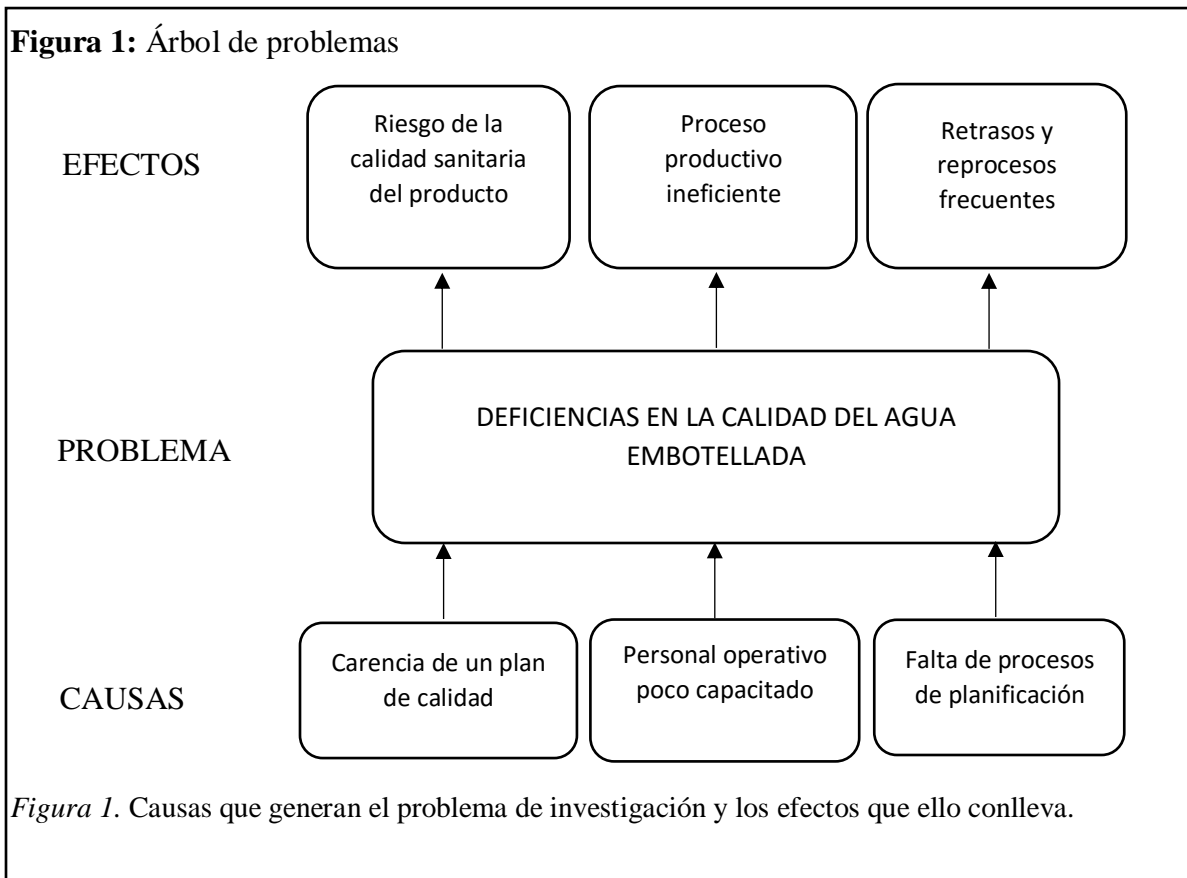 Figura 1: Árbol de problemas
EFECTOS
Riesgo de la
calidad sanitaria
del producto
Proceso
productivo
ineficiente
Retrasos y
reprocesos
frecuentes
PROBLEMA
DEFICIENCIAS EN LA CALIDAD DEL AGUA
EMBOTELLADA
CAUSAS
Carencia de un plan
de calidad
Personal operativo
poco capacitado
Falta de procesos
de planificación
Figura 1. Causas que generan el problema de investigación y los efectos que ello conlleva.